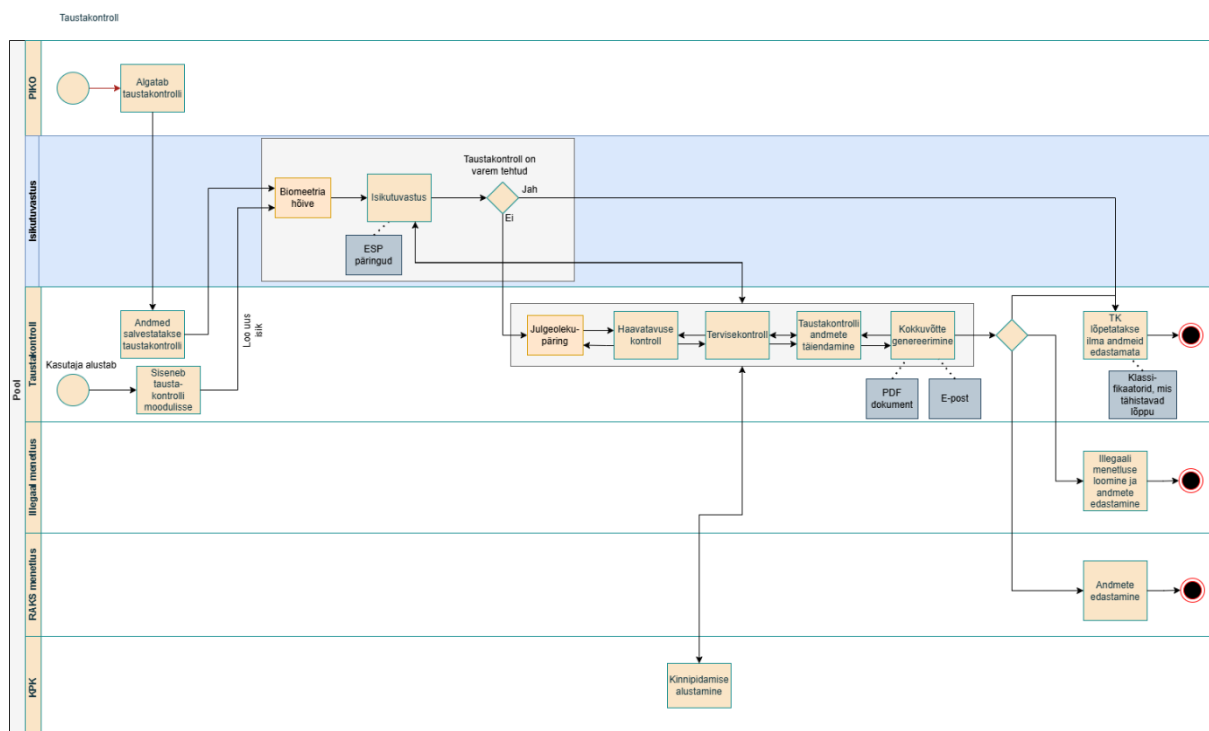 Taustakontroll
Pool
PIKO
Algatab
taustakontrolli
Isikutuvastus
Biomeetria
hõive
Isikutuvastus
ESP
päringud
Taustakontroll on
varem tehtud
Jah
Ei
Taustakontroll
Andmed
salvestatakse
taustakontrolli
Loo uus
isik
Kasutaja alustab
Siseneb
tausta-
kontrolli
moodulisse
Julgeoleku-
päring
Haavatavuse
kontroll
Tervisekontroll
Taustakontrolli
andmete
täiendamine
Kokkuvõtte
genereerimine
PDF
dokument
E-post
TK
lõpetatakse
ilma andmeid
edastamata
Klassi-
fikaatorid, mis
tähistavad
lõppu
Illegaal menetlus
Illegaali
menetluse
loomine ja
andmete
edastamine
RAKS menetlus
Andmete
edastamine
KPK
Kinnipidamise
alustamine